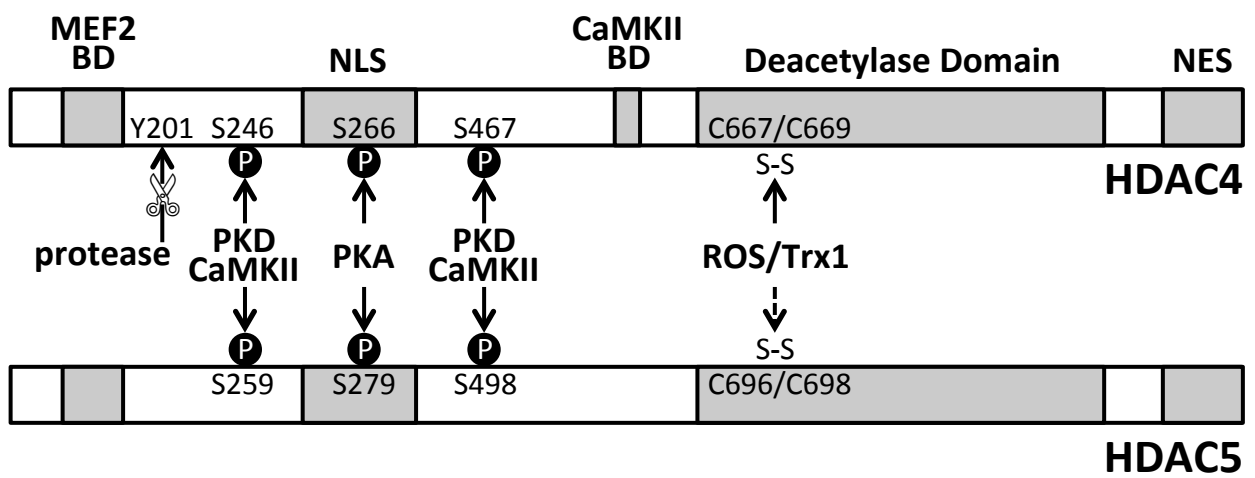 MEF2 BD
NLS
CaMKII BD
Deacetylase Domain
NES
Y201 S246 S266 S467 C667/C669
P P P S-S
HDAC4
protease
PKD CaMKII
PKA
PKD CaMKII
ROS/Trx1
P P P S-S
S259 S279 S498 C696/C698
HDAC5